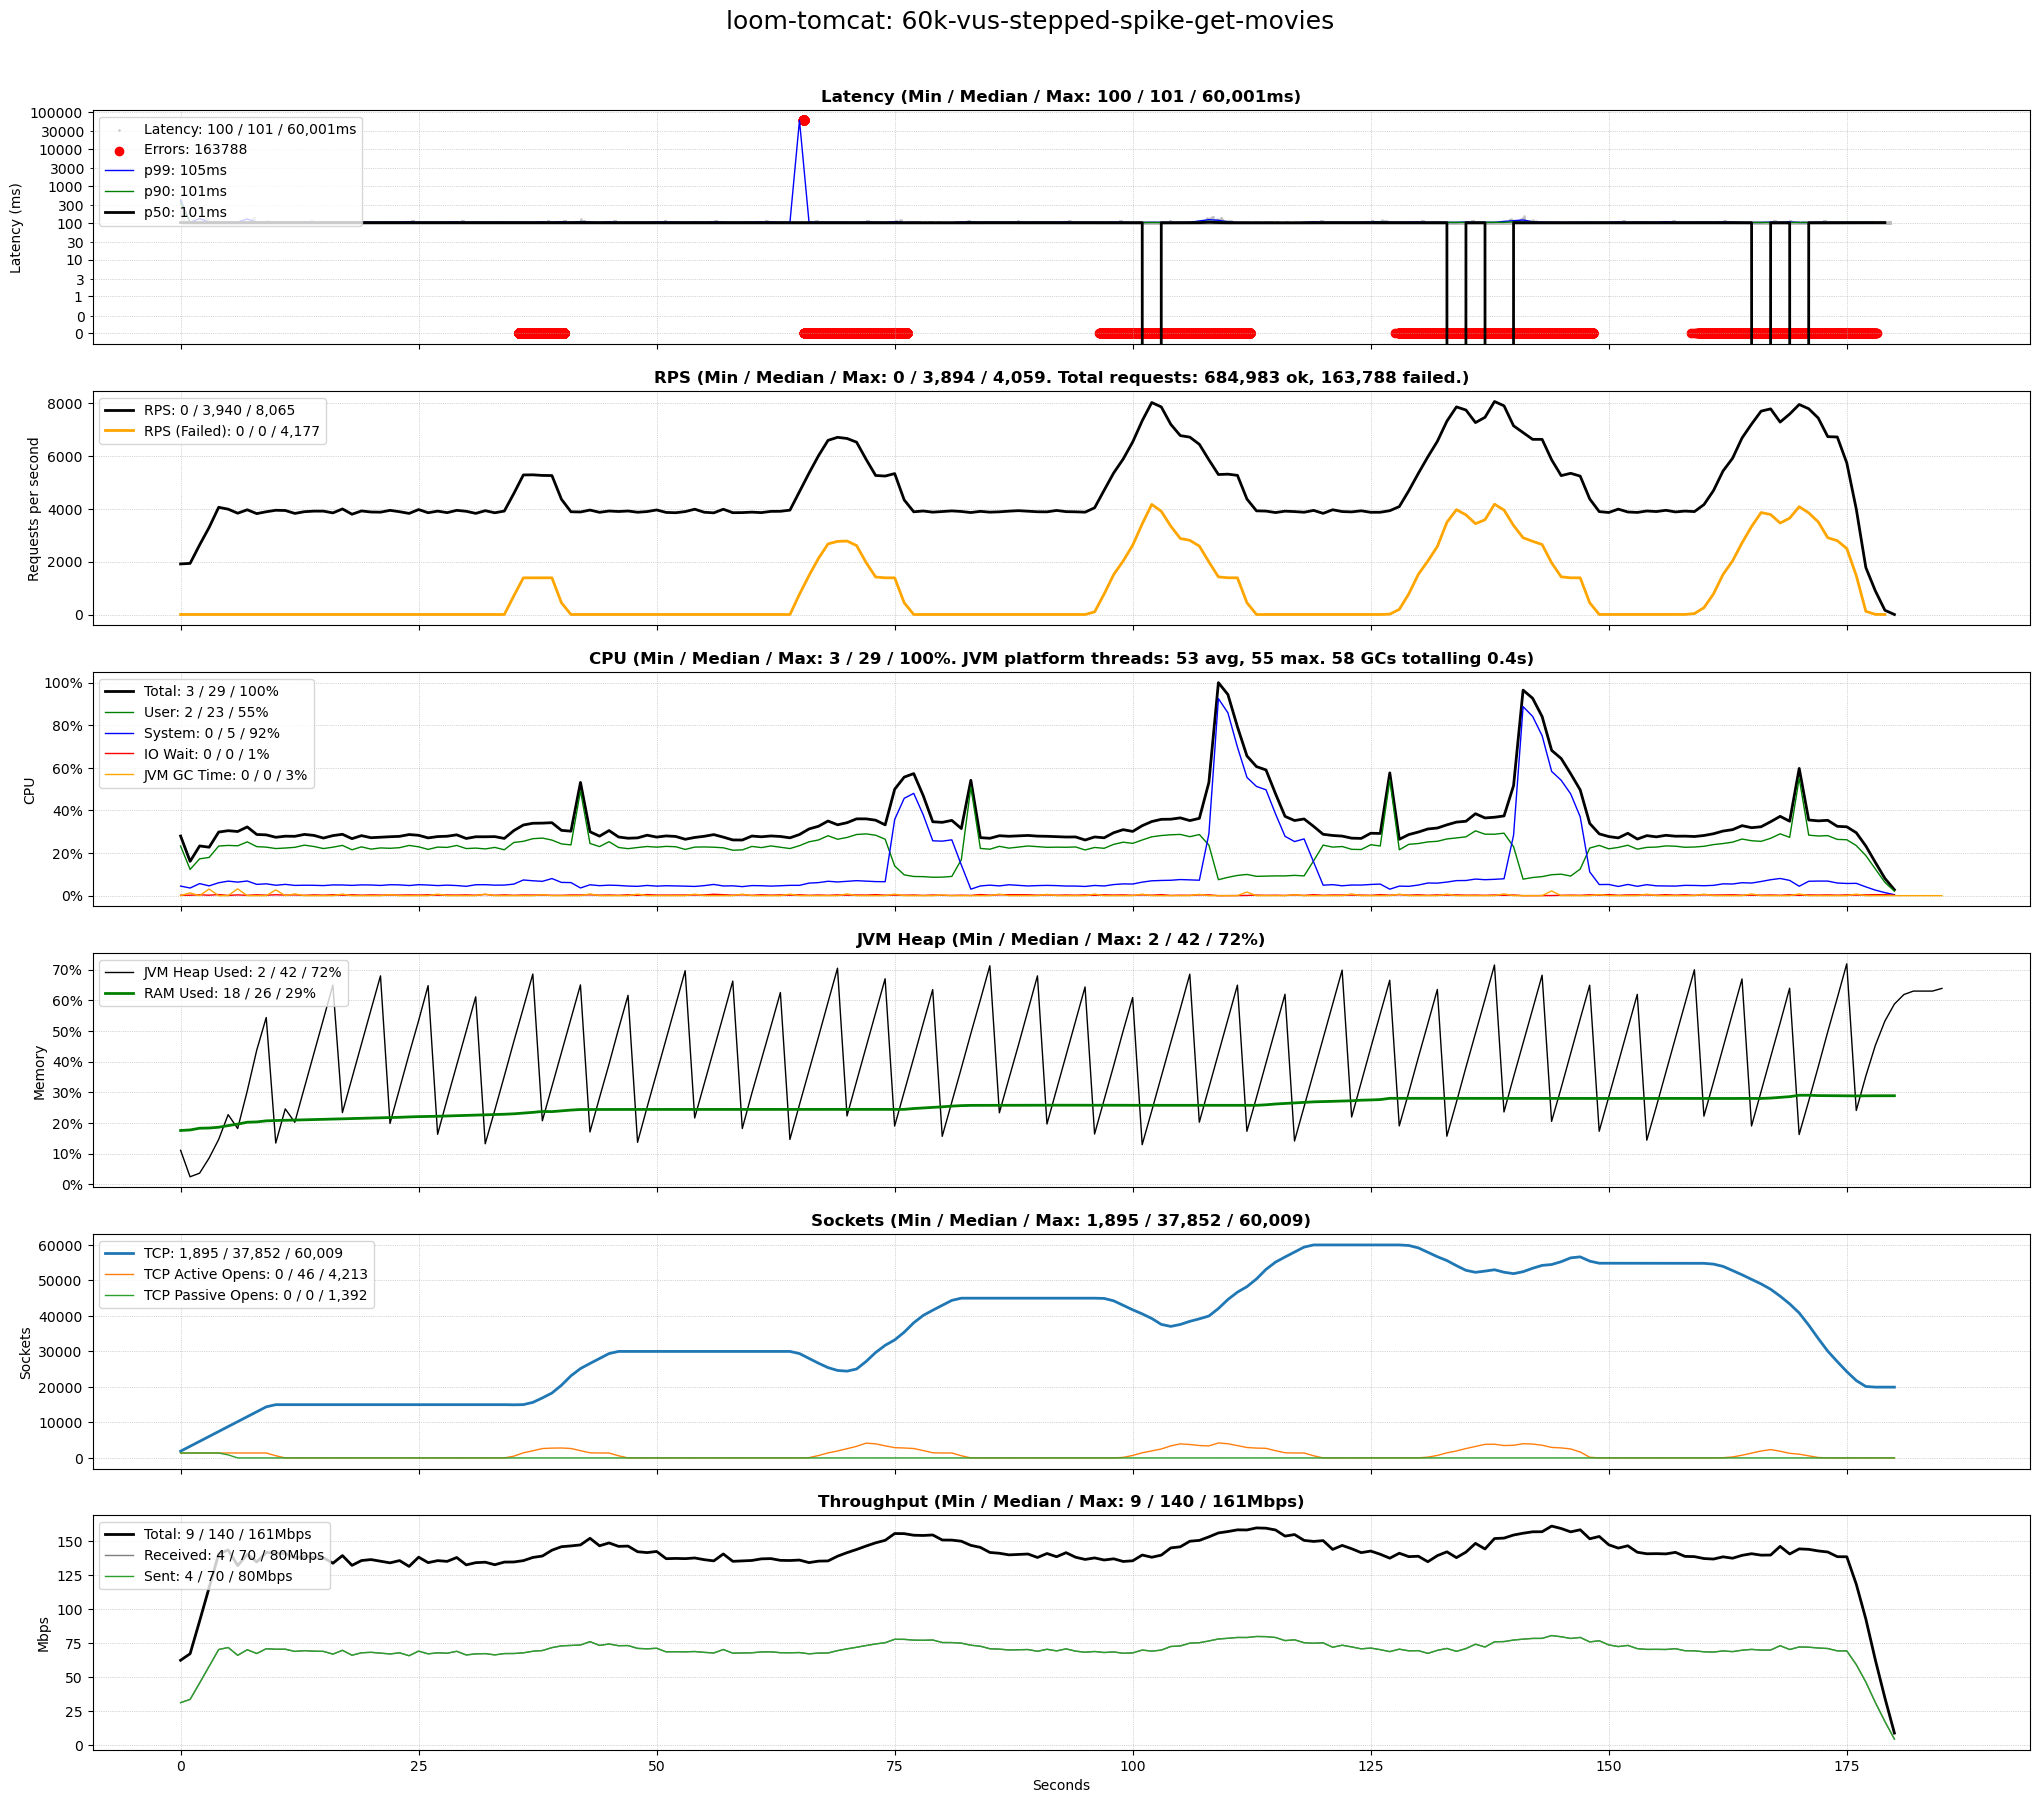 loom-tomcat: 60k-vus-stepped-spike-get-movies
Latency (Min / Median / Max: 100 / 101 / 60,001ms)
Latency (ms)
100000
30000
10000
3000
1000
300
100
30
10
3
1
0
0
Latency: 100 / 101 / 60,001ms
Errors: 163788
p99: 105ms
p90: 101ms
p50: 101ms
RPS (Min / Median / Max: 0 / 3,894 / 4,059. Total requests: 684,983 ok, 163,788 failed.)
Requests per second
8000
6000
4000
2000
0
RPS: 0 / 3,940 / 8,065
RPS (Failed): 0 / 0 / 4,177
CPU (Min / Median / Max: 3 / 29 / 100%. JVM platform threads: 53 avg, 55 max. 58 GCs totalling 0.4s)
CPU
100%
80%
60%
40%
20%
0%
Total: 3 / 29 / 100%
User: 2 / 23 / 55%
System: 0 / 5 / 92%
IO Wait: 0 / 0 / 1%
JVM GC Time: 0 / 0 / 3%
JVM Heap (Min / Median / Max: 2 / 42 / 72%)
Memory
70%
60%
50%
40%
30%
20%
10%
0%
JVM Heap Used: 2 / 42 / 72%
RAM Used: 18 / 26 / 29%
Sockets (Min / Median / Max: 1,895 / 37,852 / 60,009)
Sockets
60000
50000
40000
30000
20000
10000
0
TCP: 1,895 / 37,852 / 60,009
TCP Active Opens: 0 / 46 / 4,213
TCP Passive Opens: 0 / 0 / 1,392
Throughput (Min / Median / Max: 9 / 140 / 161Mbps)
Mbps
150
125
100
75
50
25
0
Total: 9 / 140 / 161Mbps
Received: 4 / 70 / 80Mbps
Sent: 4 / 70 / 80Mbps
0 25 50 75 100 125 150 175
Seconds